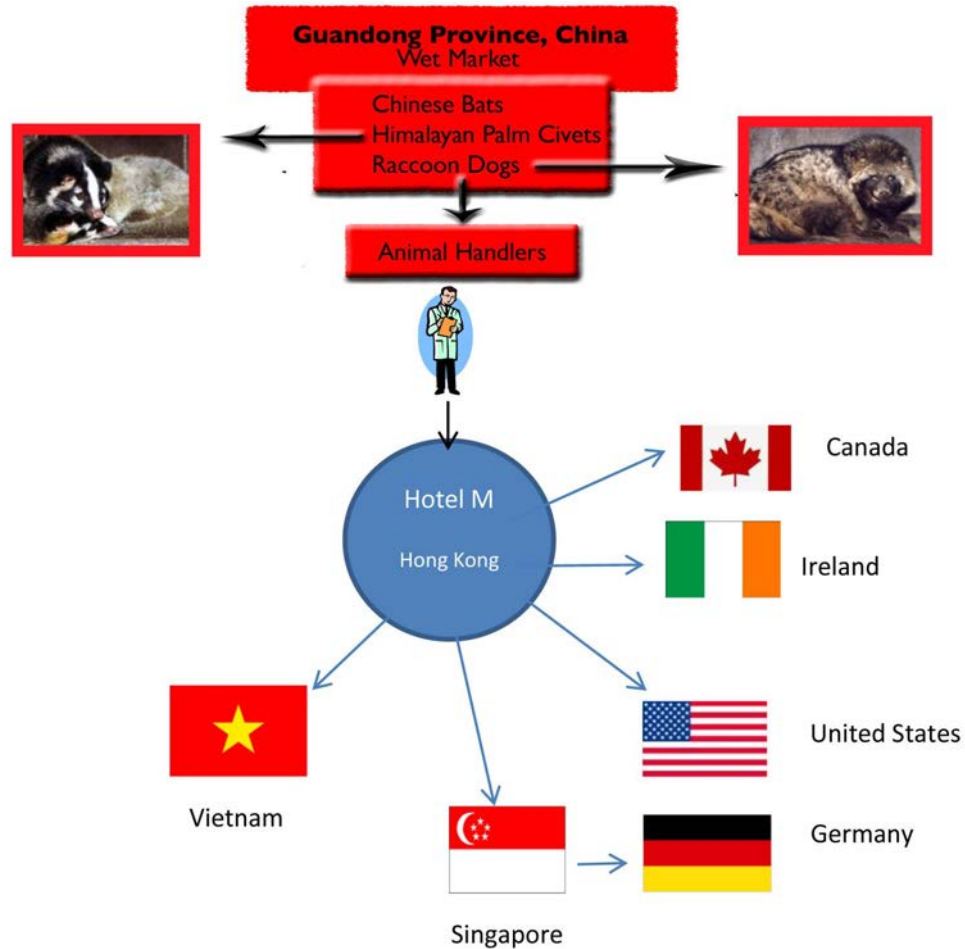 Guandong Province, China
Wet Market
Chinese Bats
Himalayan Palm Civets
Raccoon Dogs
Animal Handlers
Hotel M
Hong Kong
Canada
Ireland
United States
Vietnam
Germany
Singapore